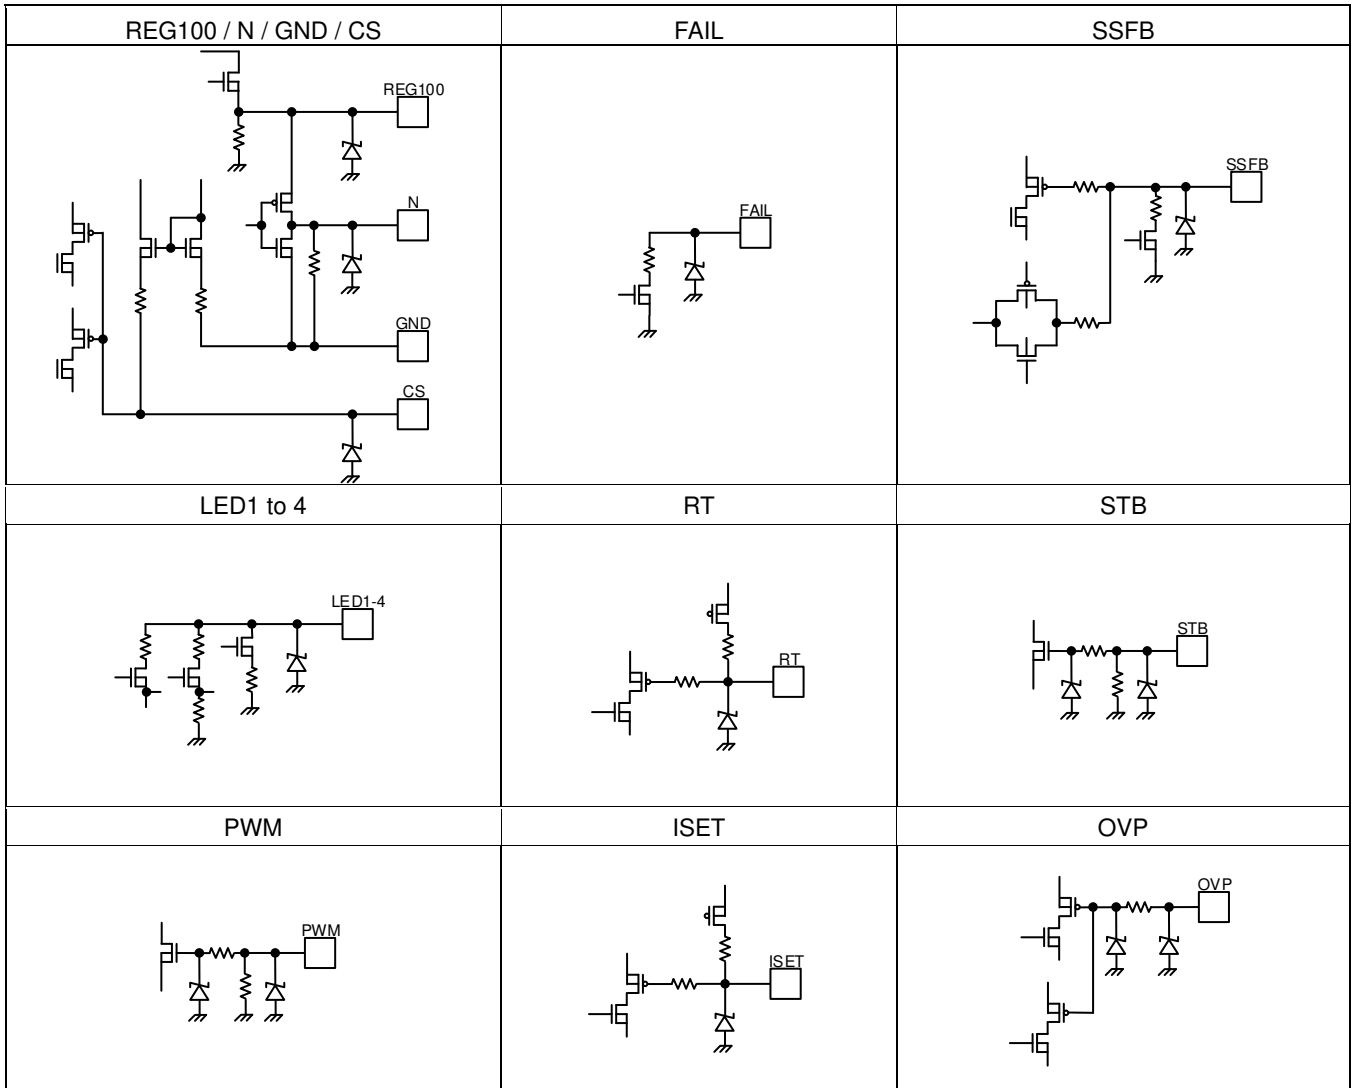 REG100 / N / GND / CS
FAIL
SSFB
REG100
N
GND
CS
FAIL
SSFB
LED1 to 4
RT
STB
LED1-4
RT
STB
PWM
ISET
OVP
PWM
ISET
OVP